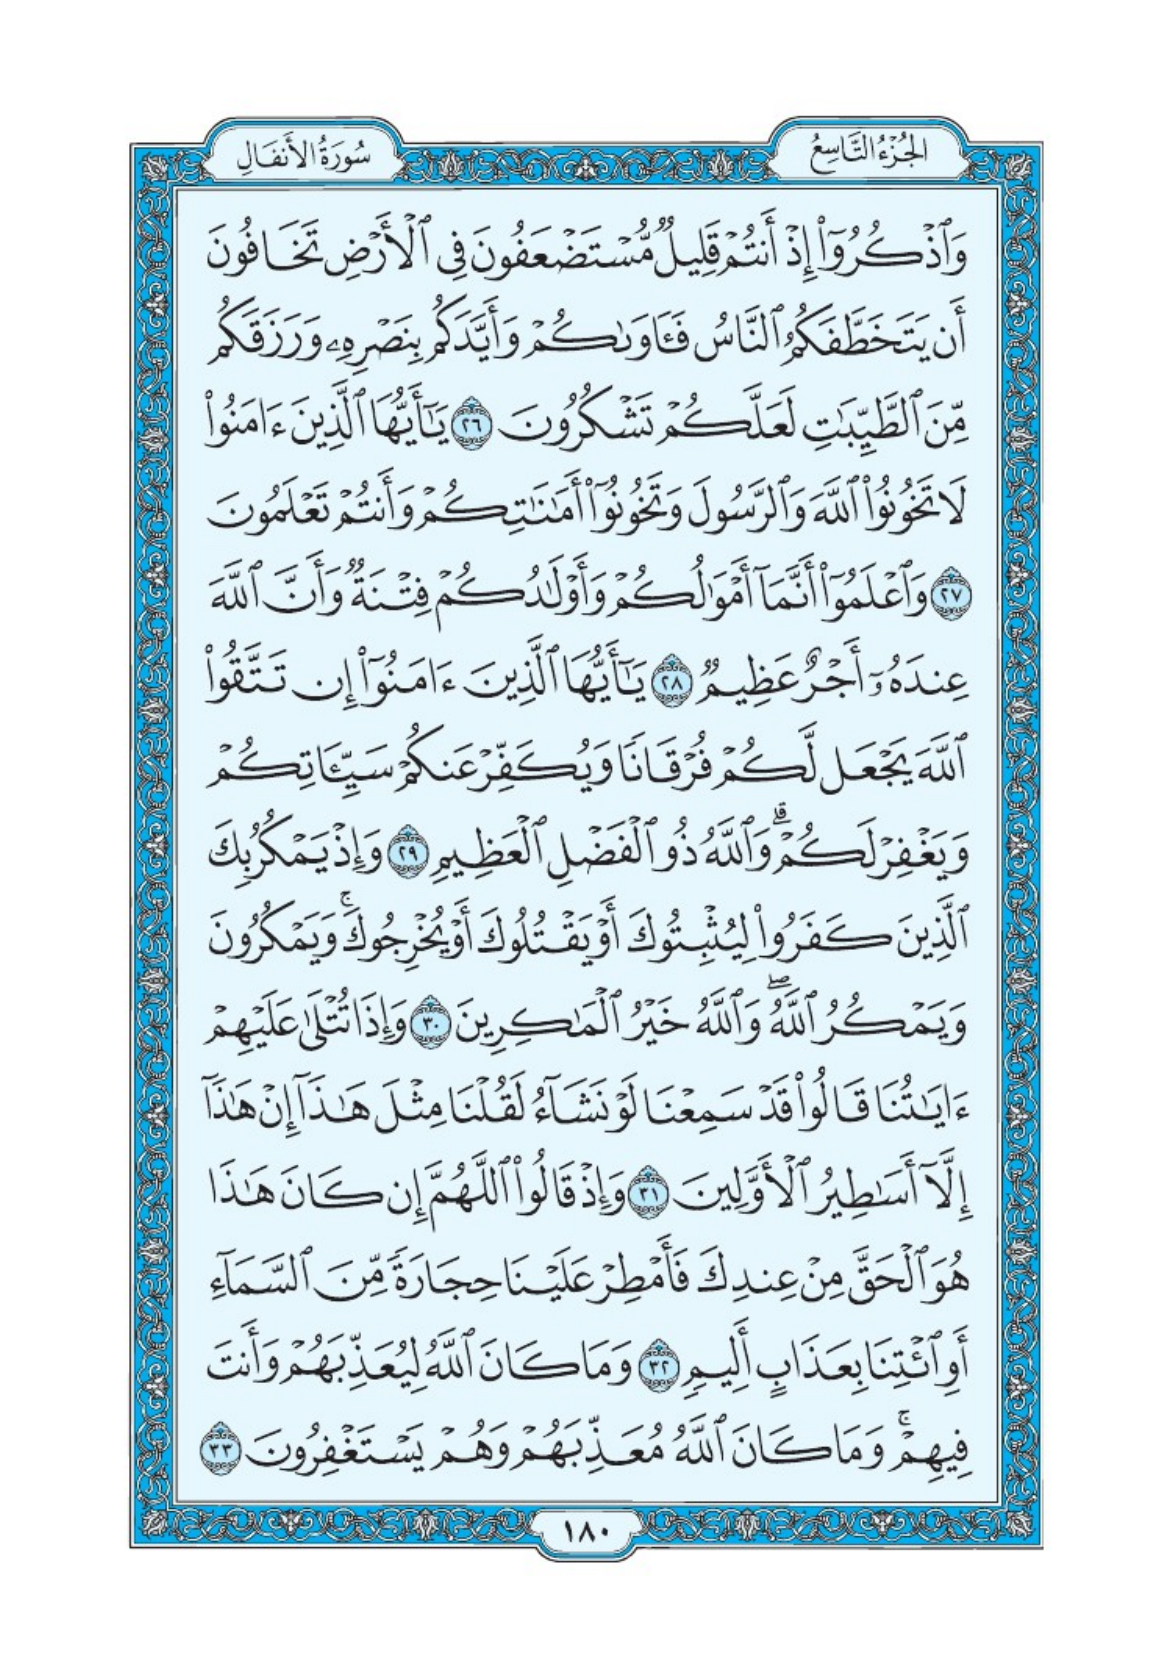 الجُزْءُ التَّاسِعُ
سُورَةُ الأَنفَالِ
وَٱذۡكُرُوٓاْ إِذۡ أَنتُمۡ قَلِيلٞ مُّسۡتَضۡعَفُونَ فِي ٱلۡأَرۡضِ تَخَافُونَ
أَن يَتَخَطَّفَكُمُ ٱلنَّاسُ فَـَٔاوَىٰكُمۡ وَأَيَّدَكُم بِنَصۡرِهِۦ وَرَزَقَكُم
مِّنَ ٱلطَّيِّبَٰتِ لَعَلَّكُمۡ تَشۡكُرُونَ ٢٦ يَٰٓأَيُّهَا ٱلَّذِينَ ءَامَنُواْ
لَا تَخُونُواْ ٱللَّهَ وَٱلرَّسُولَ وَتَخُونُوٓاْ أَمَٰنَٰتِكُمۡ وَأَنتُمۡ تَعۡلَمُونَ
٢٧ وَٱعۡلَمُوٓاْ أَنَّمَآ أَمۡوَٰلُكُمۡ وَأَوۡلَٰدُكُمۡ فِتۡنَةٞ وَأَنَّ ٱللَّهَ
عِندَهُۥٓ أَجۡرٌ عَظِيمٞ ٢٨ يَٰٓأَيُّهَا ٱلَّذِينَ ءَامَنُوٓاْ إِن تَتَّقُواْ
ٱللَّهَ يَجۡعَل لَّكُمۡ فُرۡقَانٗا وَيُكَفِّرۡ عَنكُمۡ سَيِّـَٔاتِكُمۡ
وَيَغۡفِرۡ لَكُمۡۗ وَٱللَّهُ ذُو ٱلۡفَضۡلِ ٱلۡعَظِيمِ ٢٩ وَإِذۡ يَمۡكُرُ بِكَ
ٱلَّذِينَ كَفَرُواْ لِيُثۡبِتُوكَ أَوۡ يَقۡتُلُوكَ أَوۡ يُخۡرِجُوكَۚ وَيَمۡكُرُونَ
وَيَمۡكُرُ ٱللَّهُۖ وَٱللَّهُ خَيۡرُ ٱلۡمَٰكِرِينَ ٣٠ وَإِذَا تُتۡلَىٰ عَلَيۡهِمۡ
ءَايَٰتُنَا قَالُواْ قَدۡ سَمِعۡنَا لَوۡ نَشَآءُ لَقُلۡنَا مِثۡلَ هَٰذَآ إِنۡ هَٰذَآ
إِلَّآ أَسَٰطِيرُ ٱلۡأَوَّلِينَ ٣١ وَإِذۡ قَالُواْ ٱللَّهُمَّ إِن كَانَ هَٰذَا
هُوَ ٱلۡحَقَّ مِنۡ عِندِكَ فَأَمۡطِرۡ عَلَيۡنَا حِجَارَةٗ مِّنَ ٱلسَّمَآءِ
أَوِ ٱئۡتِنَا بِعَذَابٍ أَلِيمٖ ٣٢ وَمَا كَانَ ٱللَّهُ لِيُعَذِّبَهُمۡ وَأَنتَ
فِيهِمۡۚ وَمَا كَانَ ٱللَّهُ مُعَذِّبَهُمۡ وَهُمۡ يَسۡتَغۡفِرُونَ ٣٣
١٨٠